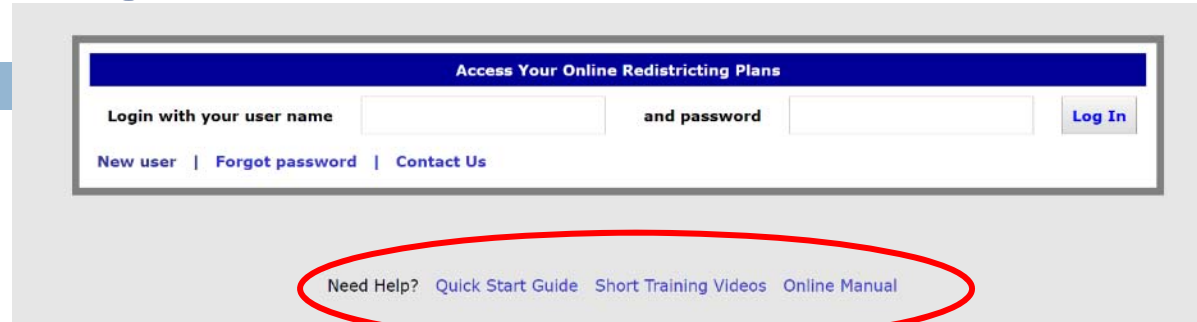 Access Your Online Redistricting Plans
Login with your user name and password Log In
New user | Forgot password | Contact Us
Need Help? Quick Start Guide Short Training Videos Online Manual